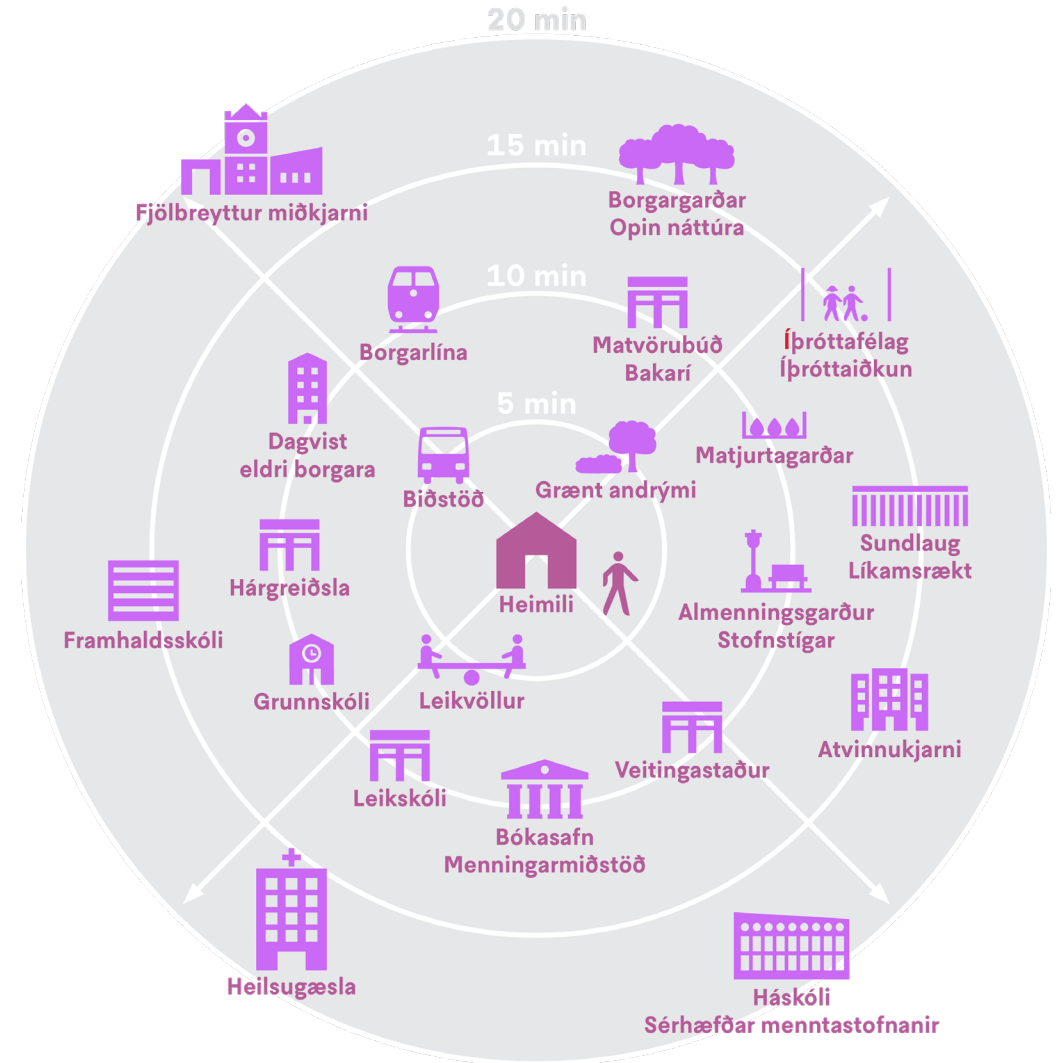 20 min
15 min
Fjölbreyttur miðkjarni
Borgargarðar
Opin náttúra
10 min
Borgarlína
Matvörubúð
Bakarí
Íþróttafélag
Íþróttaiðkun
5 min
Dagvist
eldri borgara
Biðstöð
Grænt andrými
Matjurtagarðar
Sundlaug
Líkamsrækt
Hárgreiðsla
Heimili
Almenningsgarður
Stofnstígar
Framhaldsskóli
Grunnskóli
Leikvöllur
Atvinnukjarni
Veitingastaður
Leikskóli
Bókasafn
Menningarmiðstöð
Heilsugæsla
Háskóli
Sérhæfðar menntastofnanir